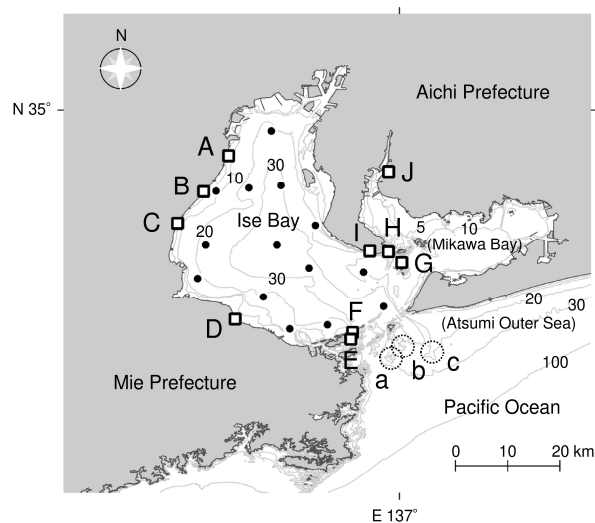 N
Aichi Prefecture
N 35°
A
30
J
10
B
C
H
5
10
Ise Bay
I
20
(Mikawa Bay)
G
30
20
30
F
(Atsumi Outer Sea)
D
E
c
100
b
a
Mie Prefecture
Pacific Ocean
0 10 20 km
E 137°